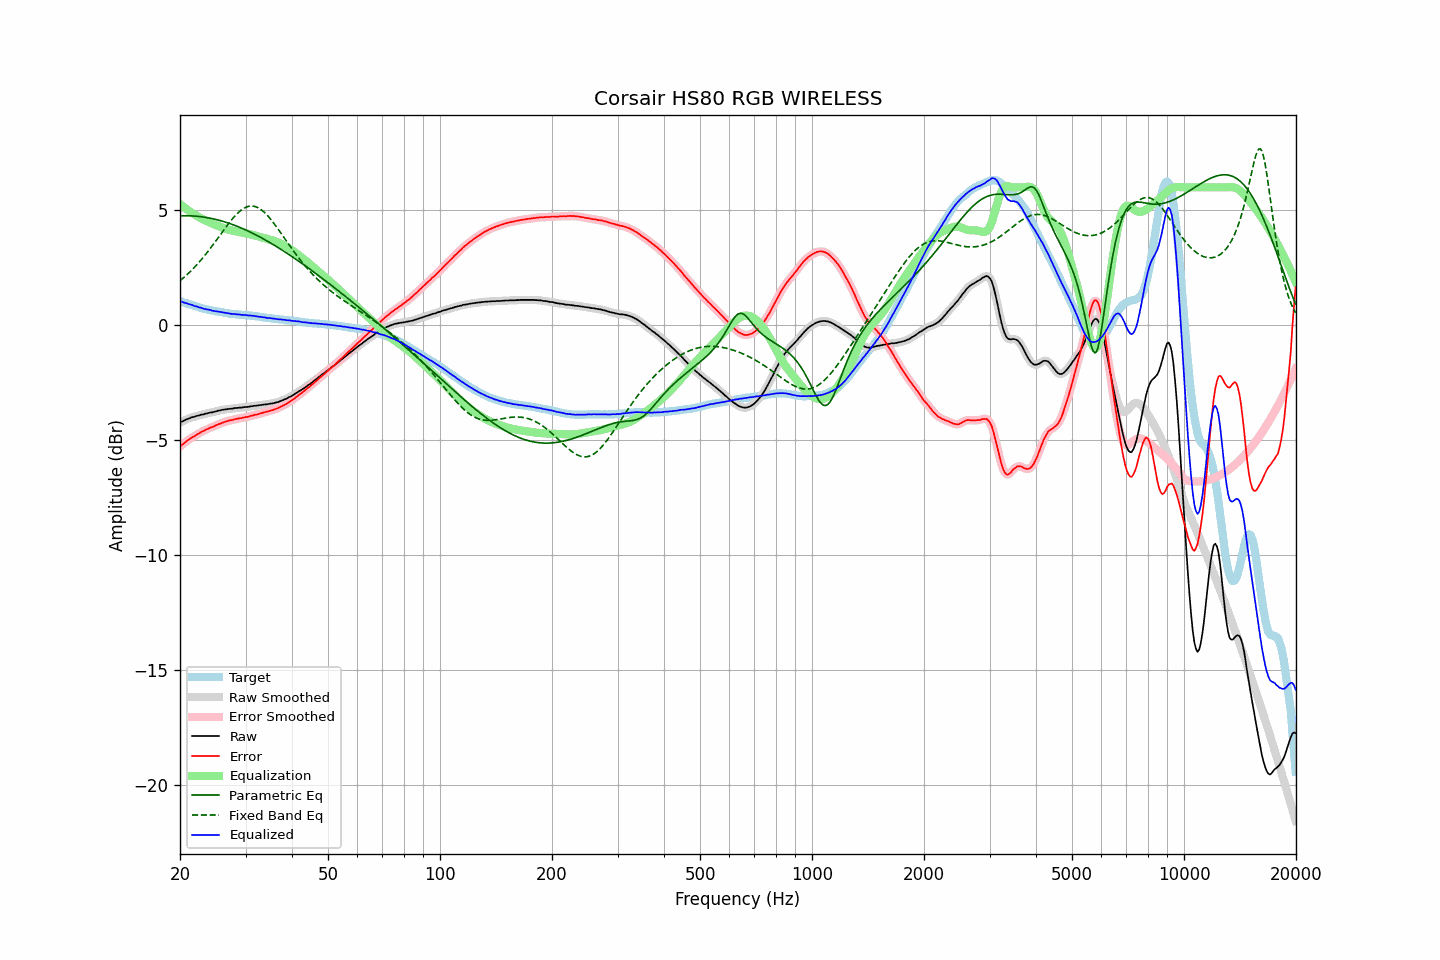 Corsair HS80 RGB WIRELESS
Amplitude (dBr)
5
0
−5
−10
−15
−20
Target
Raw Smoothed
Error Smoothed
Raw
Error
Equalization
Parametric Eq
Fixed Band Eq
Equalized
20 50 100 200 500 1000 2000 5000 10000 20000
Frequency (Hz)